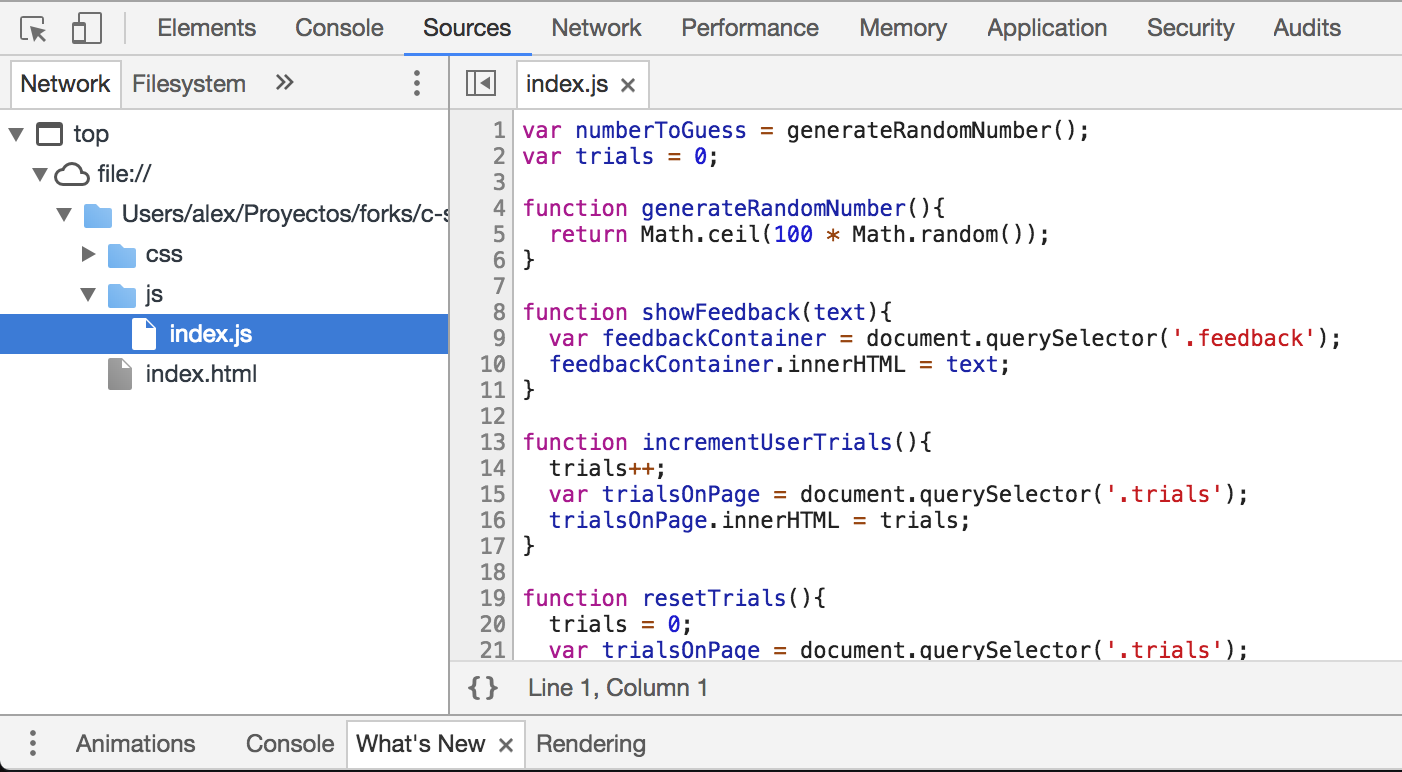 Elements Console Sources Network Performance Memory Application Security Audits
Network Filesystem »
index.js ×
top
file://
Users/alex/Proyectos/forks/c-s
css
js
index.js
index.html
1 var numberToGuess = generateRandomNumber();
2 var trials = 0;
3
4 function generateRandomNumber(){
5   return Math.ceil(100 * Math.random());
6 }
7
8 function showFeedback(text){
9   var feedbackContainer = document.querySelector('.feedback');
10   feedbackContainer.innerHTML = text;
11 }
12
13 function incrementUserTrials(){
14   trials++;
15   var trialsOnPage = document.querySelector('.trials');
16   trialsOnPage.innerHTML = trials;
17 }
18
19 function resetTrials(){
20   trials = 0;
21   var trialsOnPage = document.querySelector('.trials');
{} Line 1, Column 1
Animations Console What's New × Rendering